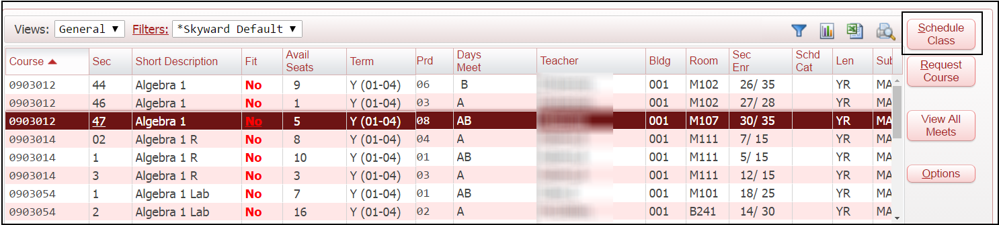 Views: General ▼ Filters: *Skyward Default ▼
Schedule Class
Course ▲ Sec Short Description Fit Avail Seats Term Prd Days Meet Teacher Bldg Room Sec Enr Schd Cat Len Sub
0903012 44 Algebra 1 No 9 Y (01-04) 06 B 001 M102 26/ 35 YR MA
0903012 46 Algebra 1 No 1 Y (01-04) 03 A 001 M102 27/ 28 YR MA
0903012 47 Algebra 1 No 5 Y (01-04) 08 AB 001 M107 30/ 35 YR MA
0903014 02 Algebra 1 R No 8 Y (01-04) 04 A 001 M111 7/ 15 YR MA
0903014 1 Algebra 1 R No 10 Y (01-04) 01 AB 001 M111 5/ 15 YR MA
0903014 3 Algebra 1 R No 3 Y (01-04) 03 A 001 M111 12/ 15 YR MA
0903054 1 Algebra 1 Lab No 7 Y (01-04) 01 AB 001 M101 18/ 25 YR MA
0903054 2 Algebra 1 Lab No 16 Y (01-04) 02 A 001 B241 14/ 30 YR MA
Request Course
View All Meets
Options